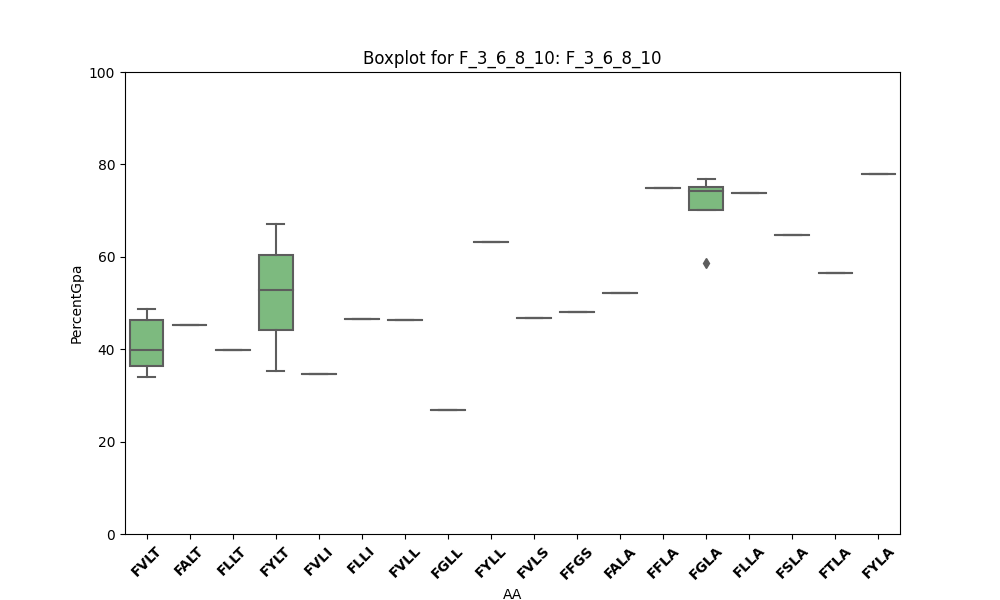 Boxplot for F_3_6_8_10: F_3_6_8_10
100
80
60
40
20
0
PercentGpa
FVLT
FALT
FLLT
FYLT
FVLI
FLLI
FVLL
FGLL
FYLL
FVLS
FFGS
FALA
FFLA
FGLA
FLLA
FSLA
FTLA
FYLA
AA